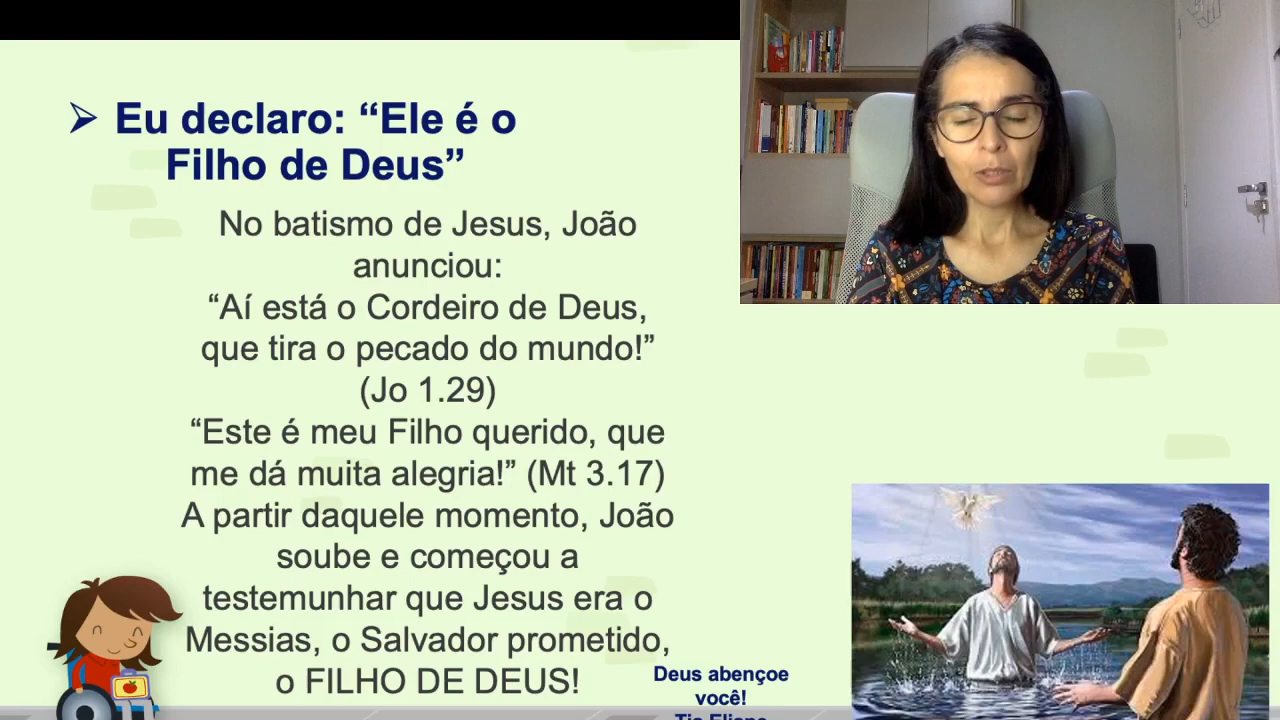 ➢ Eu declaro: “Ele é o
Filho de Deus”
No batismo de Jesus, João
anunciou:
“Aí está o Cordeiro de Deus,
que tira o pecado do mundo!”
(Jo 1.29)
“Este é meu Filho querido, que
me dá muita alegria!” (Mt 3.17)
A partir daquele momento, João
soube e começou a
testemunhar que Jesus era o
Messias, o Salvador prometido,
o FILHO DE DEUS!
Deus abençoe
você!
Tia Eliane